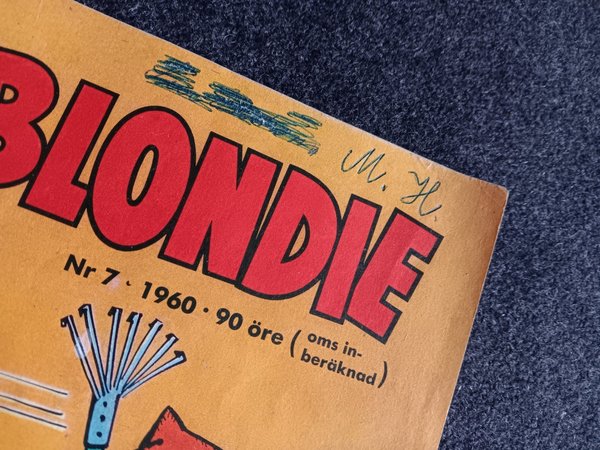 M. H.
BLONDIE
Nr 7 · 1960 · 90 öre (oms in-
beräknad)